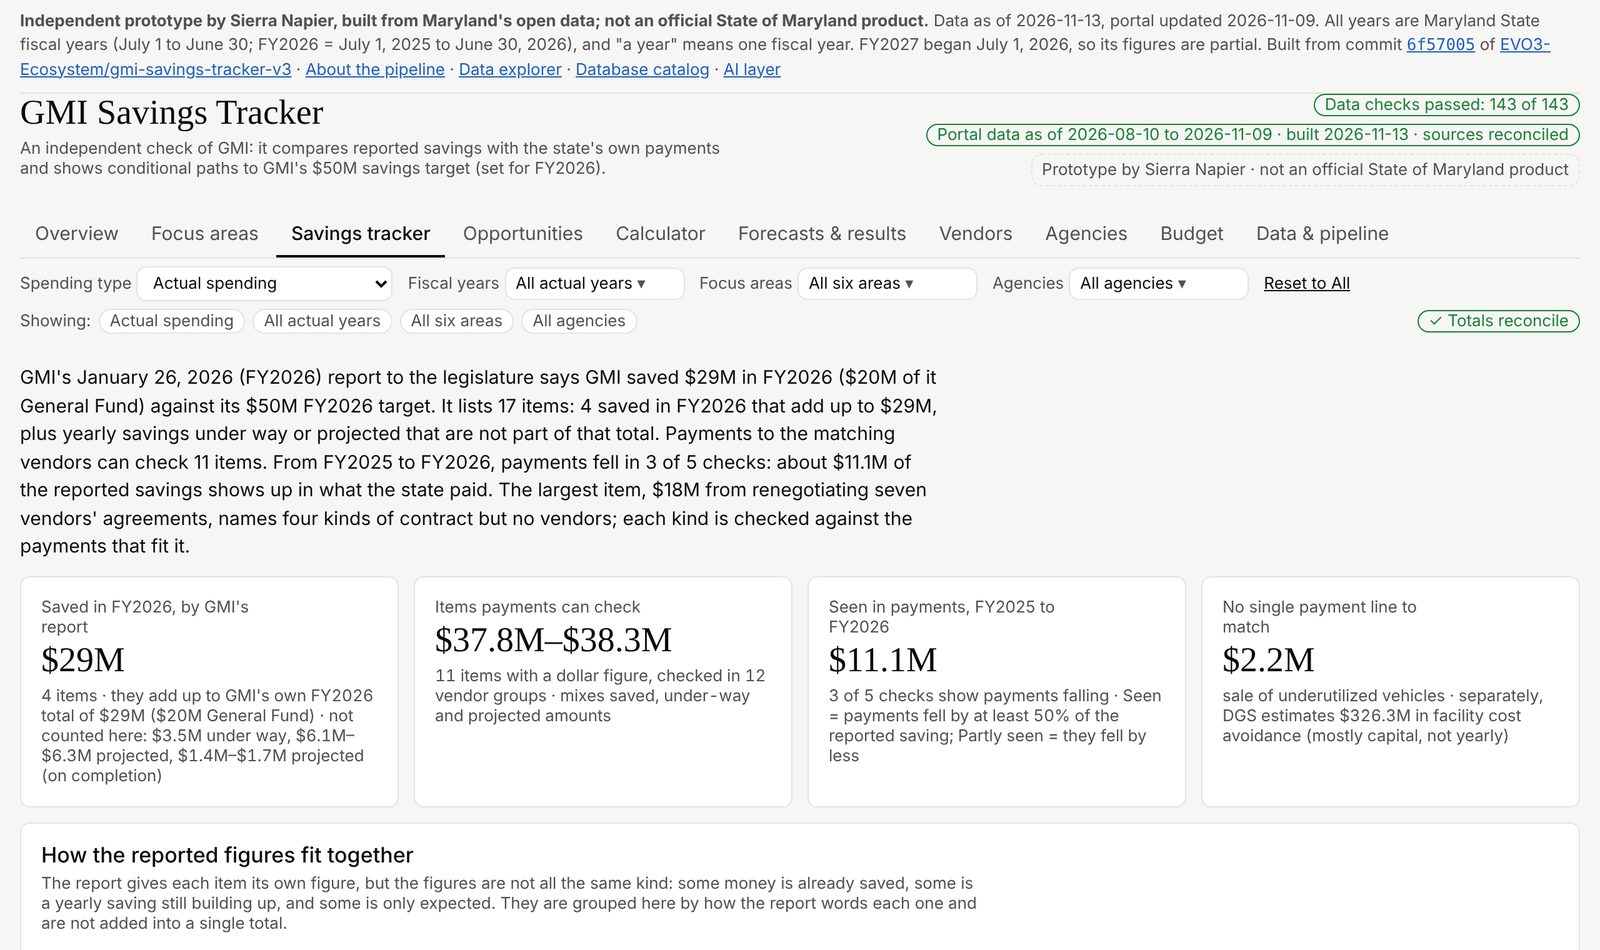 Independent prototype by Sierra Napier, built from Maryland's open data; not an official State of Maryland product. Data as of 2026-11-13, portal updated 2026-11-09. All years are Maryland State
fiscal years (July 1 to June 30; FY2026 = July 1, 2025 to June 30, 2026), and "a year" means one fiscal year. FY2027 began July 1, 2026, so its figures are partial. Built from commit 6f57005 of EVO3-
Ecosystem/gmi-savings-tracker-v3 · About the pipeline · Data explorer · Database catalog · AI layer
GMI Savings Tracker
An independent check of GMI: it compares reported savings with the state's own payments
and shows conditional paths to GMI's $50M savings target (set for FY2026).
Data checks passed: 143 of 143
Portal data as of 2026-08-10 to 2026-11-09 · built 2026-11-13 · sources reconciled
Prototype by Sierra Napier · not an official State of Maryland product
Overview Focus areas Savings tracker Opportunities Calculator Forecasts & results Vendors Agencies Budget Data & pipeline
Spending type Actual spending Fiscal years All actual years ▾ Focus areas All six areas ▾ Agencies All agencies ▾ Reset to All
Showing: Actual spending All actual years All six areas All agencies ✓ Totals reconcile
GMI's January 26, 2026 (FY2026) report to the legislature says GMI saved $29M in FY2026 ($20M of it
General Fund) against its $50M FY2026 target. It lists 17 items: 4 saved in FY2026 that add up to $29M,
plus yearly savings under way or projected that are not part of that total. Payments to the matching
vendors can check 11 items. From FY2025 to FY2026, payments fell in 3 of 5 checks: about $11.1M of
the reported savings shows up in what the state paid. The largest item, $18M from renegotiating seven
vendors' agreements, names four kinds of contract but no vendors; each kind is checked against the
payments that fit it.
Saved in FY2026, by GMI's
report
$29M
4 items · they add up to GMI's own FY2026
total of $29M ($20M General Fund) · not
counted here: $3.5M under way, $6.1M–
$6.3M projected, $1.4M–$1.7M projected
(on completion)
Items payments can check
$37.8M–$38.3M
11 items with a dollar figure, checked in 12
vendor groups · mixes saved, under-way
and projected amounts
Seen in payments, FY2025 to
FY2026
$11.1M
3 of 5 checks show payments falling · Seen
= payments fell by at least 50% of the
reported saving; Partly seen = they fell by
less
No single payment line to
match
$2.2M
sale of underutilized vehicles · separately,
DGS estimates $326.3M in facility cost
avoidance (mostly capital, not yearly)
How the reported figures fit together
The report gives each item its own figure, but the figures are not all the same kind: some money is already saved, some is
a yearly saving still building up, and some is only expected. They are grouped here by how the report words each one and
are not added into a single total.